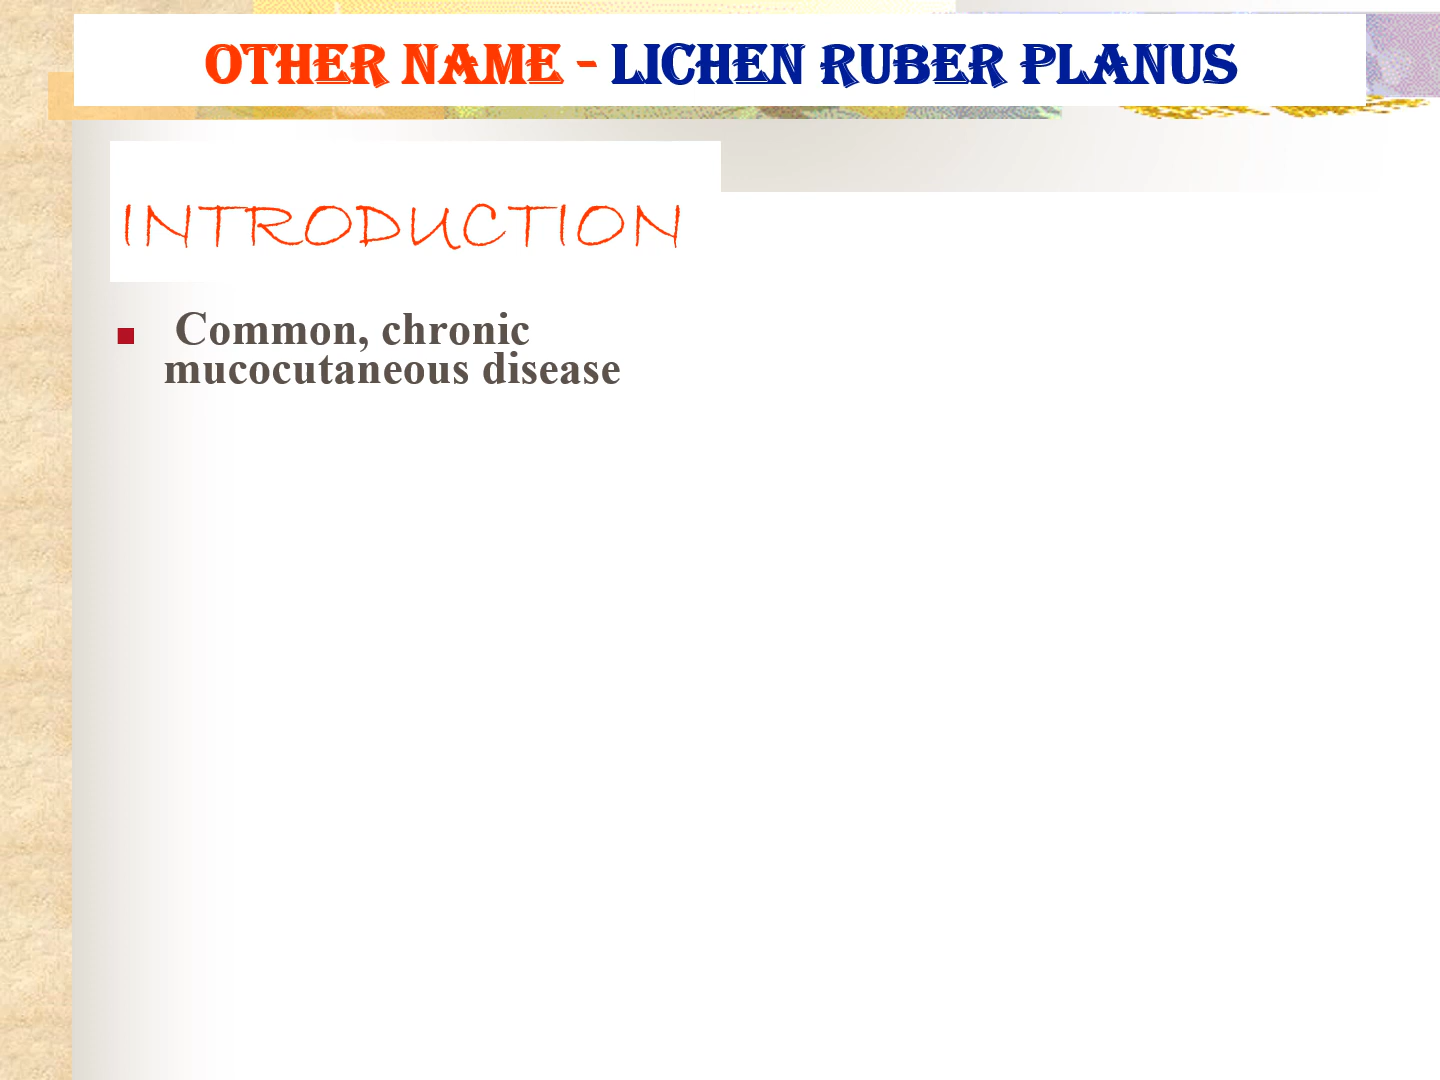 OTHER NAME - LICHEN RUBER PLANUS
INTRODUCTION
Common, chronic
mucocutaneous disease